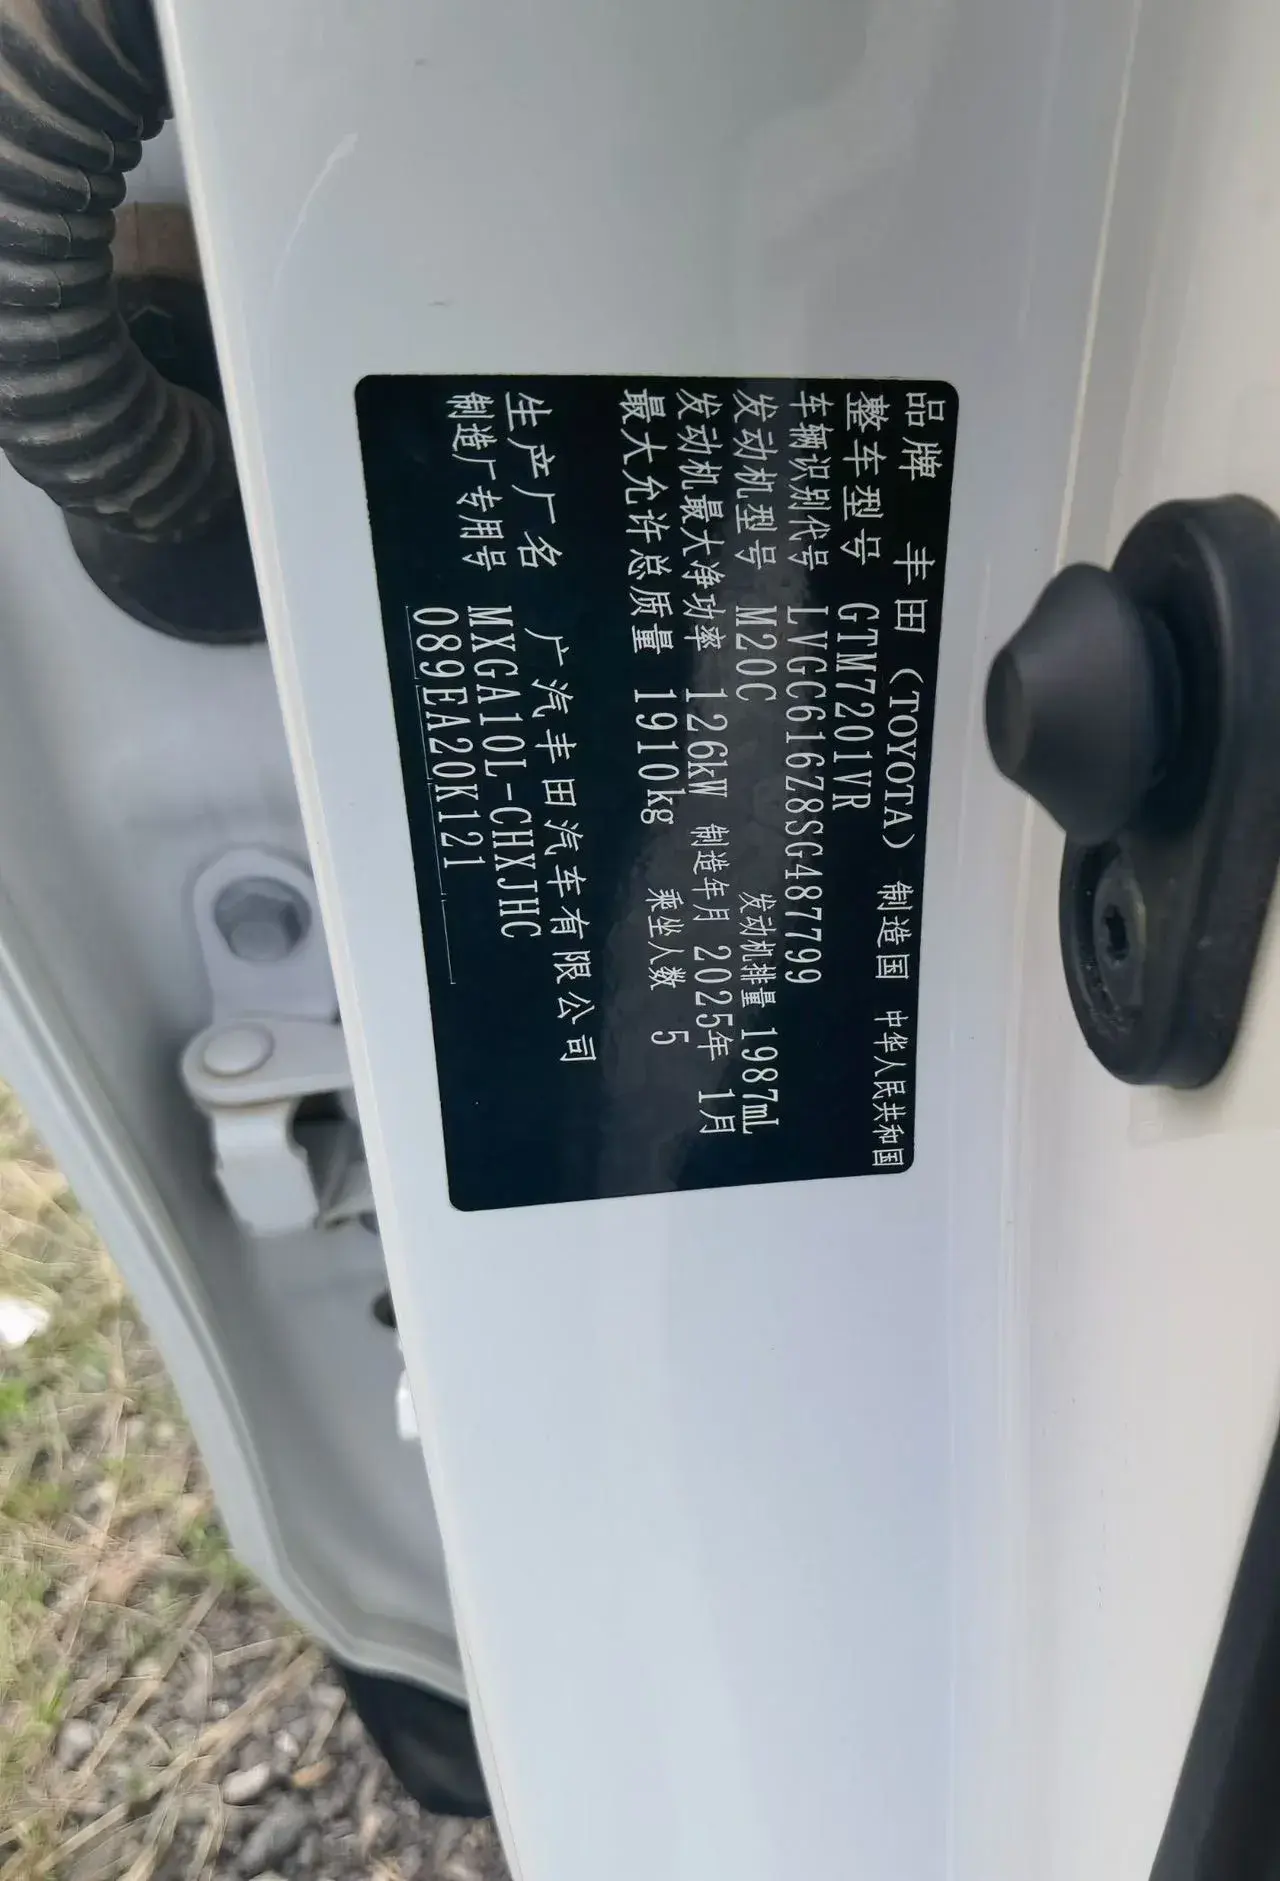 品牌 丰田（TOYOTA） 制造国 中华人民共和国
整车型号 GTM7201VR
车辆识别代号 LVGC616Z8SG487799
发动机型号 M20C 发动机排量 1987mL
发动机最大净功率 126kW 制造年月 2025年 1月
最大允许总质量 1910kg 乘坐人数 5
生产厂名 广汽丰田汽车有限公司
制造厂专用号 MXGA10L-CHXJHC
089EA20K121